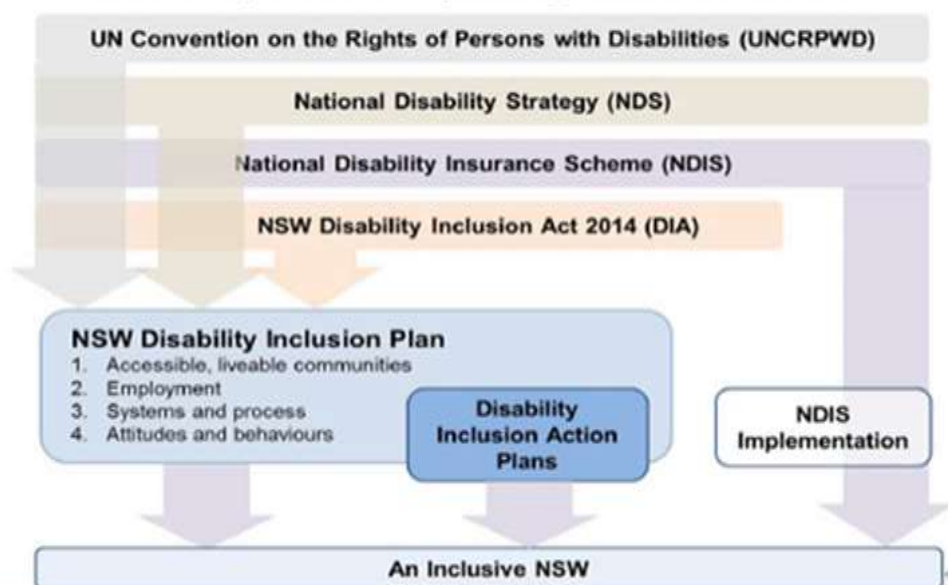 UN Convention on the Rights of Persons with Disabilities (UNCRPWD)
National Disability Strategy (NDS)
National Disability Insurance Scheme (NDIS)
NSW Disability Inclusion Act 2014 (DIA)
NSW Disability Inclusion Plan
1. Accessible, liveable communities
2. Employment
3. Systems and process
4. Attitudes and behaviours
Disability
Inclusion Action
Plans
NDIS
Implementation
An Inclusive NSW